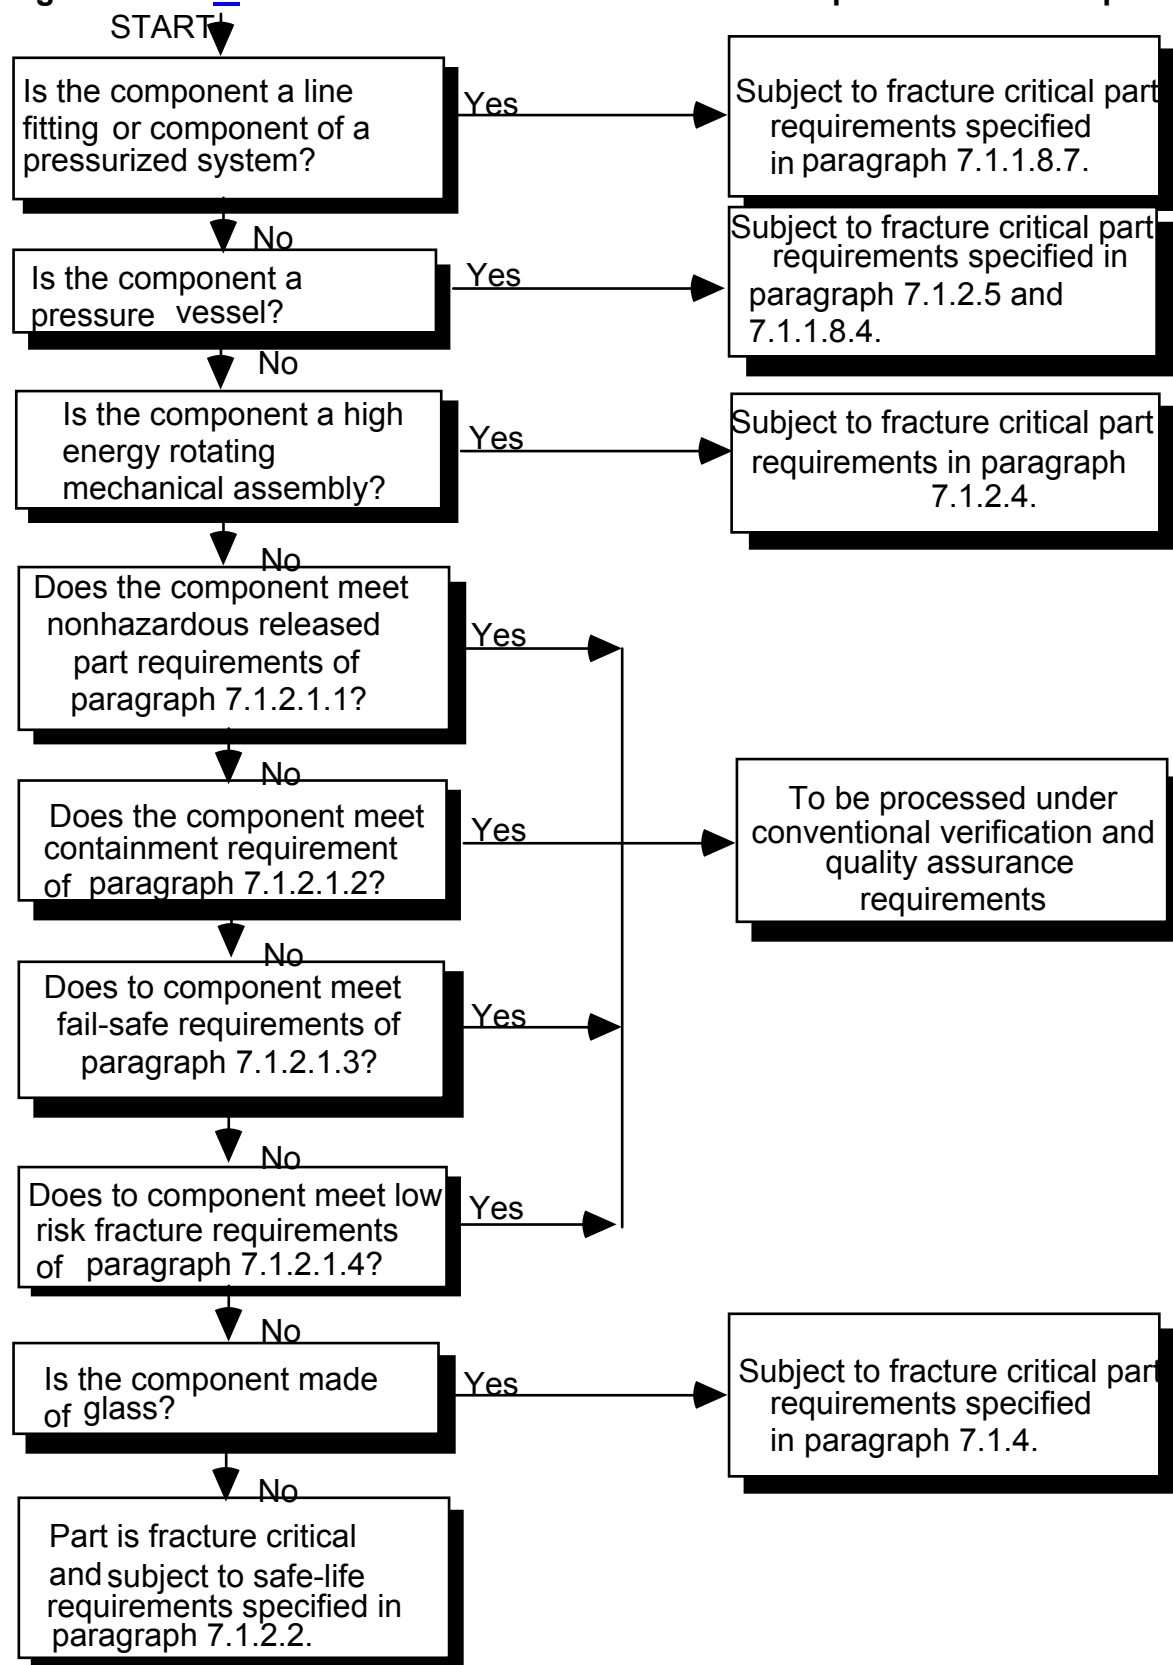 START
Is the component a line
fitting or component of a
pressurized system?
Yes
Subject to fracture critical part
requirements specified
in paragraph 7.1.1.8.7.
No
Is the component a
pressure vessel?
Yes
Subject to fracture critical part
requirements specified in
paragraph 7.1.2.5 and
7.1.1.8.4.
No
Is the component a high
energy rotating
mechanical assembly?
Yes
Subject to fracture critical part
requirements in paragraph
7.1.2.4.
No
Does the component meet
nonhazardous released
part requirements of
paragraph 7.1.2.1.1?
Yes
No
Does the component meet
containment requirement
of paragraph 7.1.2.1.2?
Yes
To be processed under
conventional verification and
quality assurance
requirements
No
Does to component meet
fail-safe requirements of
paragraph 7.1.2.1.3?
Yes
No
Does to component meet low
risk fracture requirements
of paragraph 7.1.2.1.4?
Yes
No
Is the component made
of glass?
Yes
Subject to fracture critical part
requirements specified
in paragraph 7.1.4.
No
Part is fracture critical
and subject to safe-life
requirements specified in
paragraph 7.1.2.2.